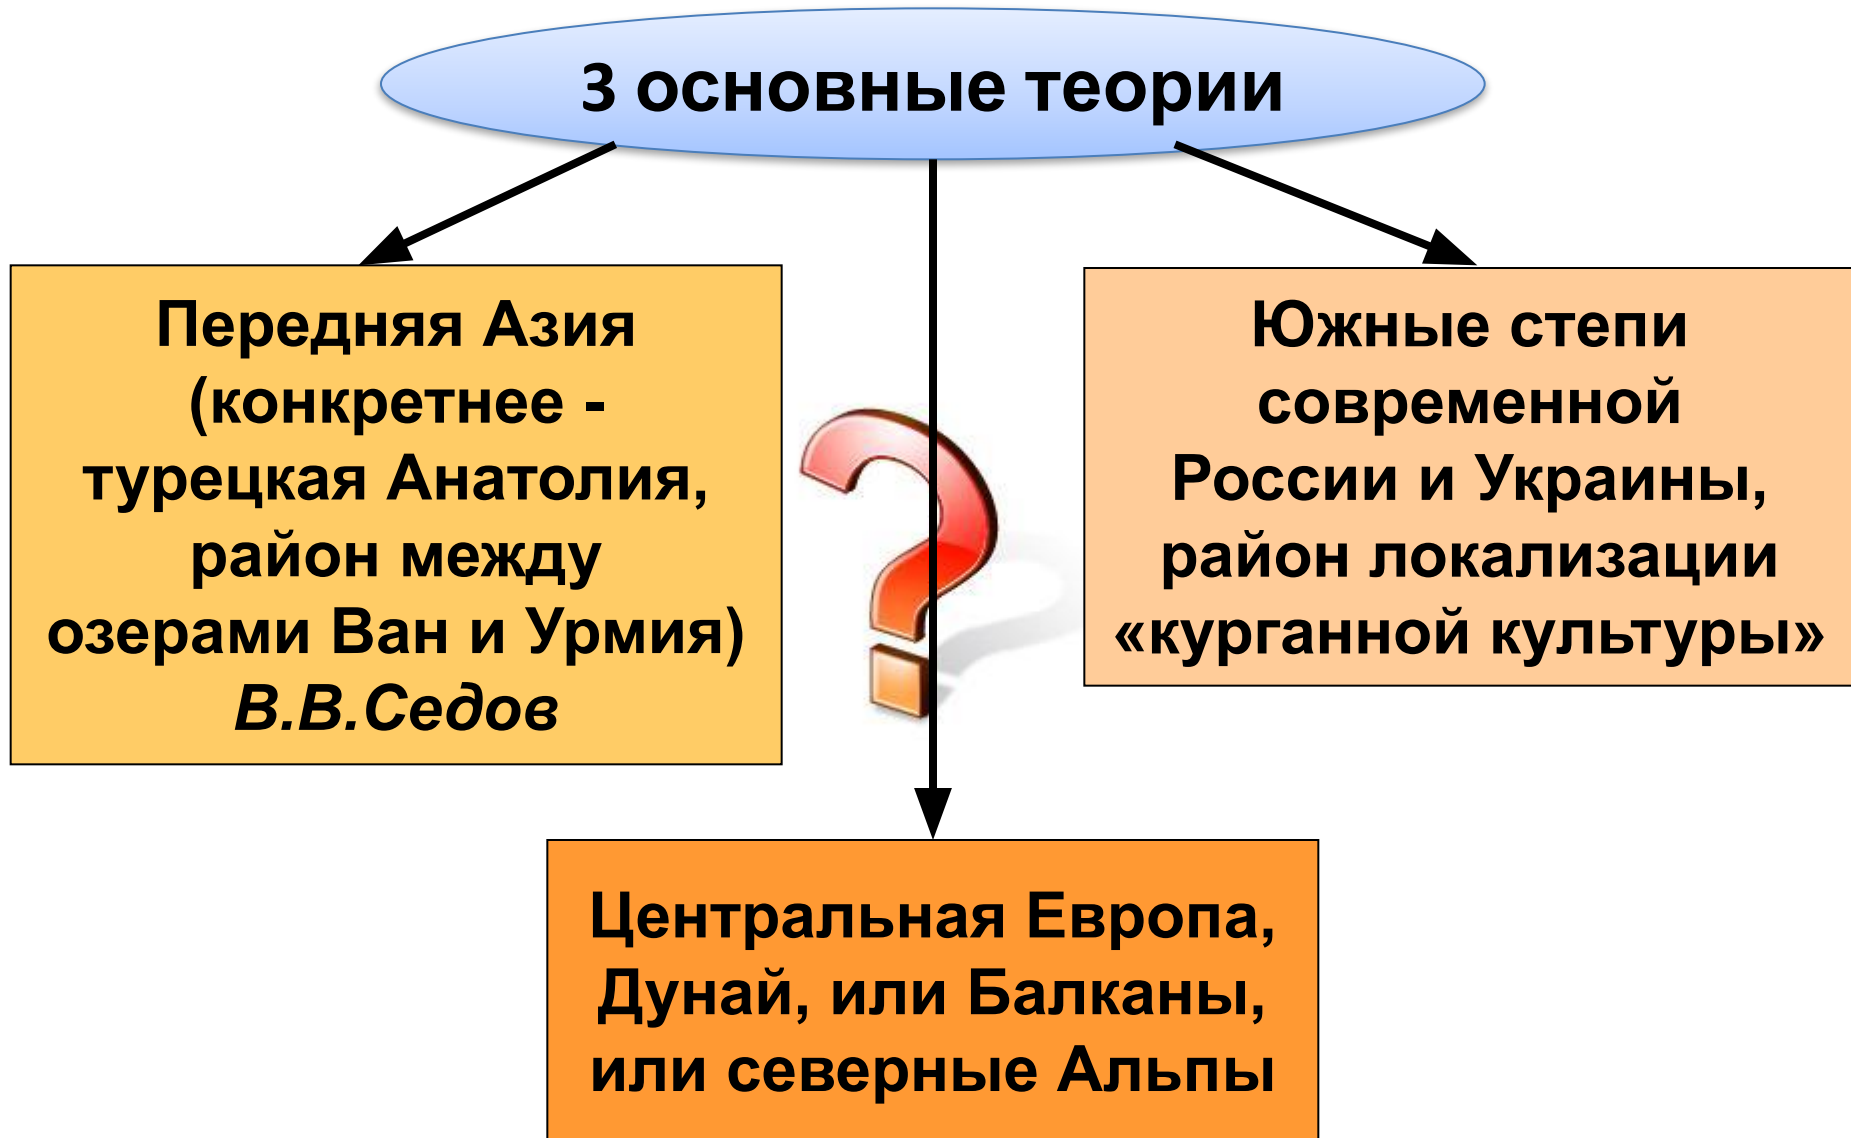 3 основные теории
Передняя Азия
(конкретнее -
турецкая Анатолия,
район между
озерами Ван и Урмия)
В.В.Седов
Южные степи
современной
России и Украины,
район локализации
«курганной культуры»
Центральная Европа,
Дунай, или Балканы,
или северные Альпы